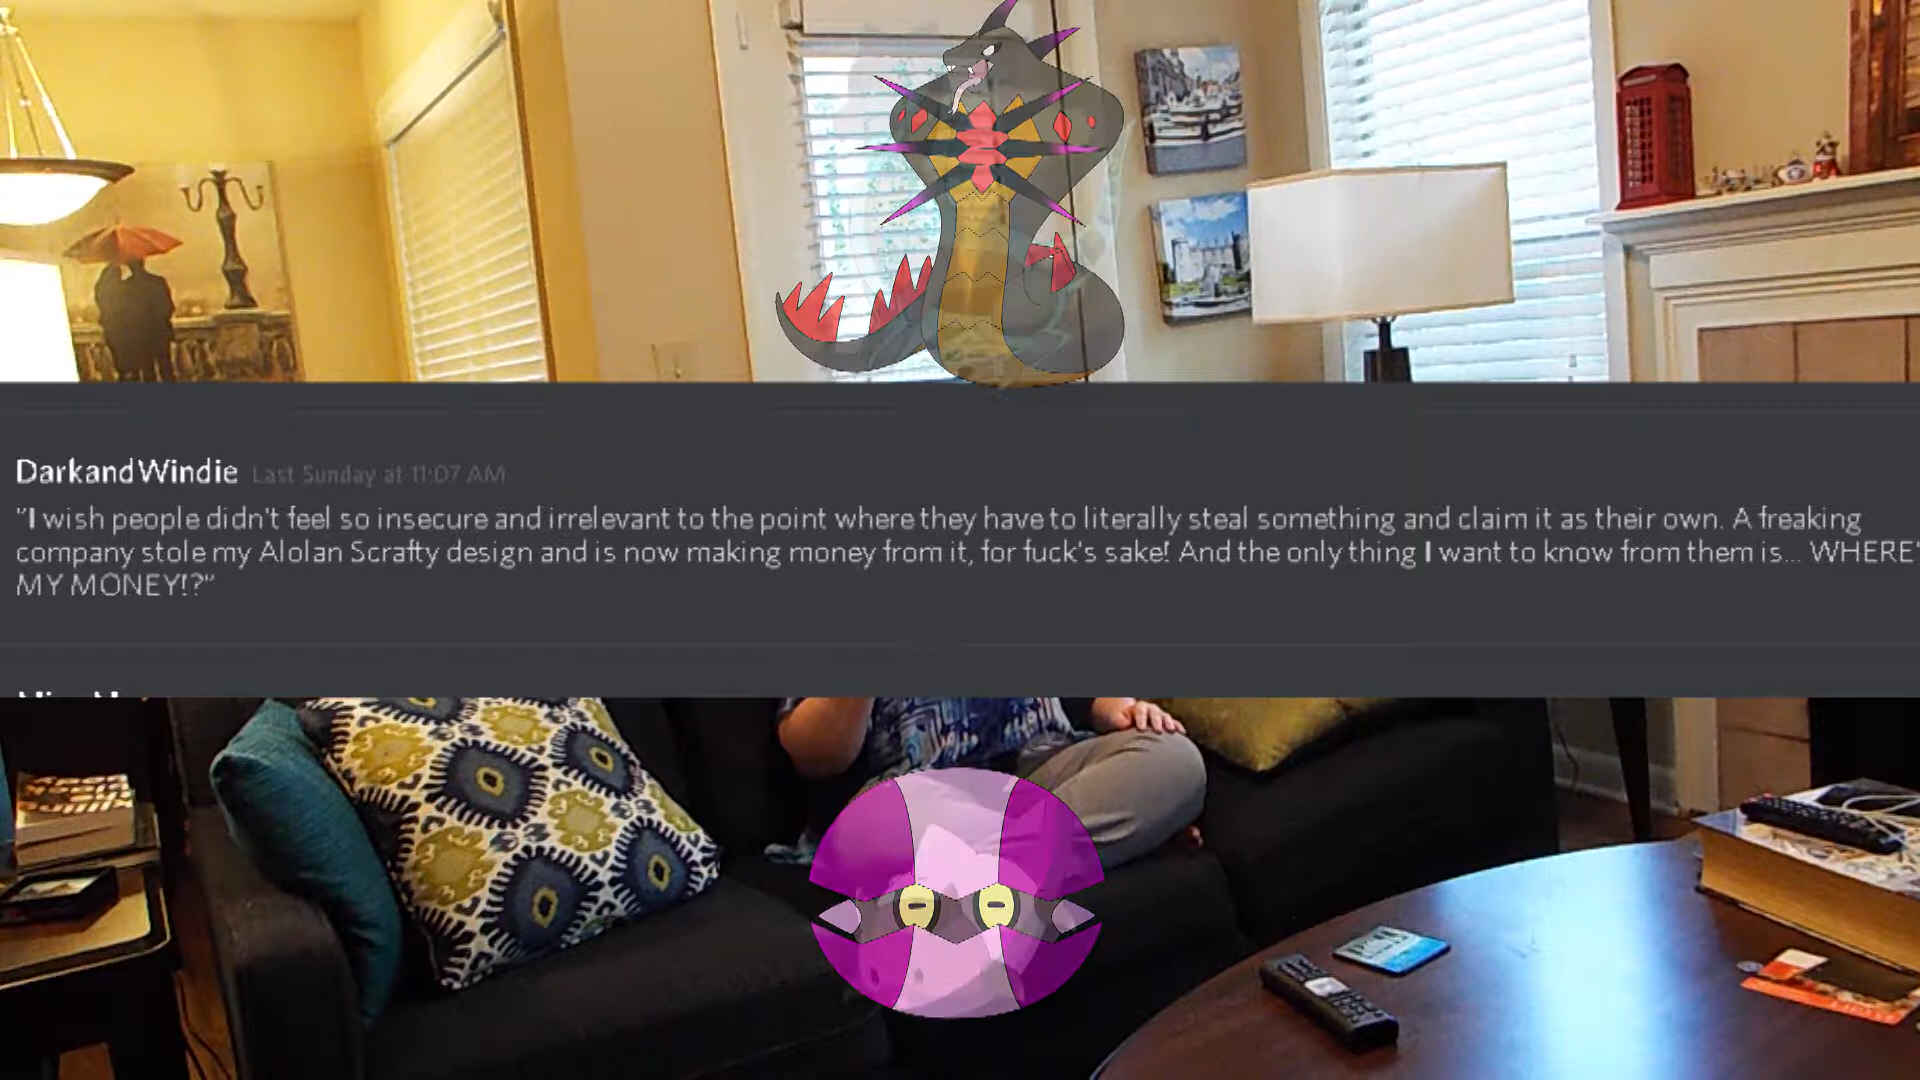 DarkandWindie Last Sunday at 11:07 AM
"I wish people didn't feel so insecure and irrelevant to the point where they have to literally steal something and claim it as their own. A freaking
company stole my Alolan Scrafty design and is now making money from it, for fuck's sake! And the only thing I want to know from them is... WHERE'
MY MONEY!?"